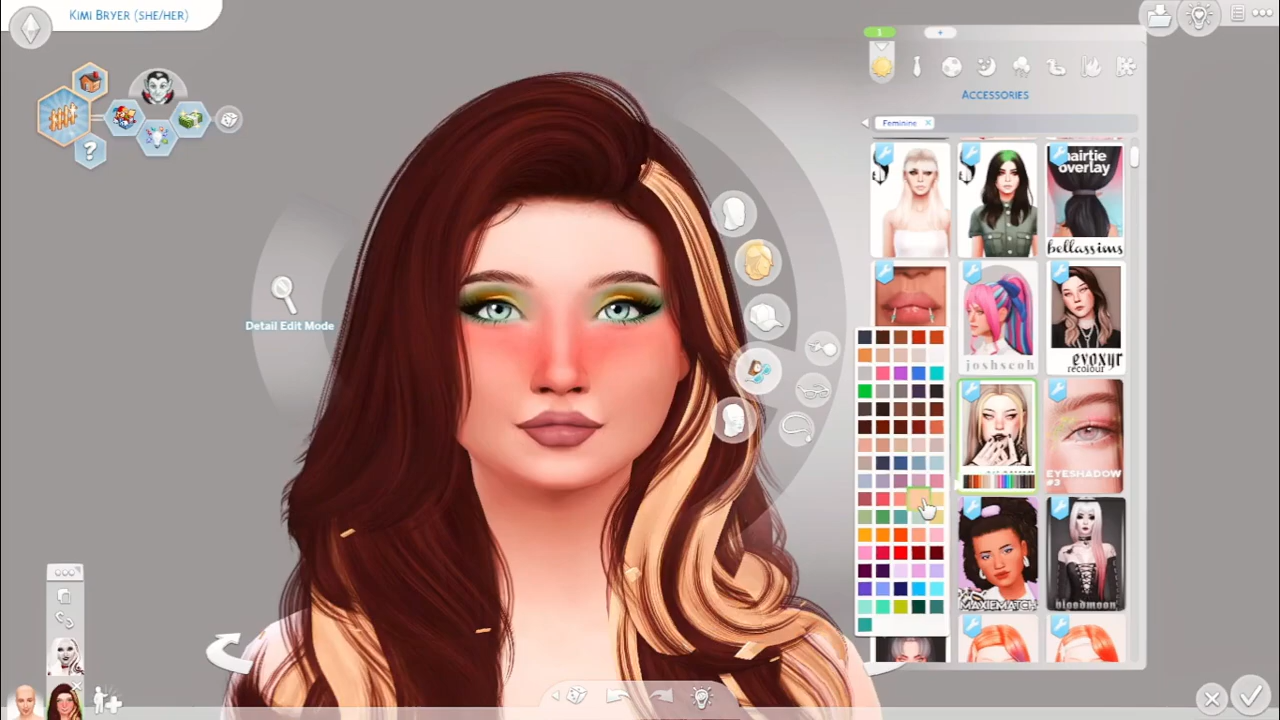 KIMI BRYER (SHE/HER)
1
+
ACCESSORIES
Feminine
hairtie
overlay
bellassims
Detail Edit Mode
joshseoh
evoxyr
recolour
EYESHADOW
#3
MAXIEMATCH
bloodmoon
?